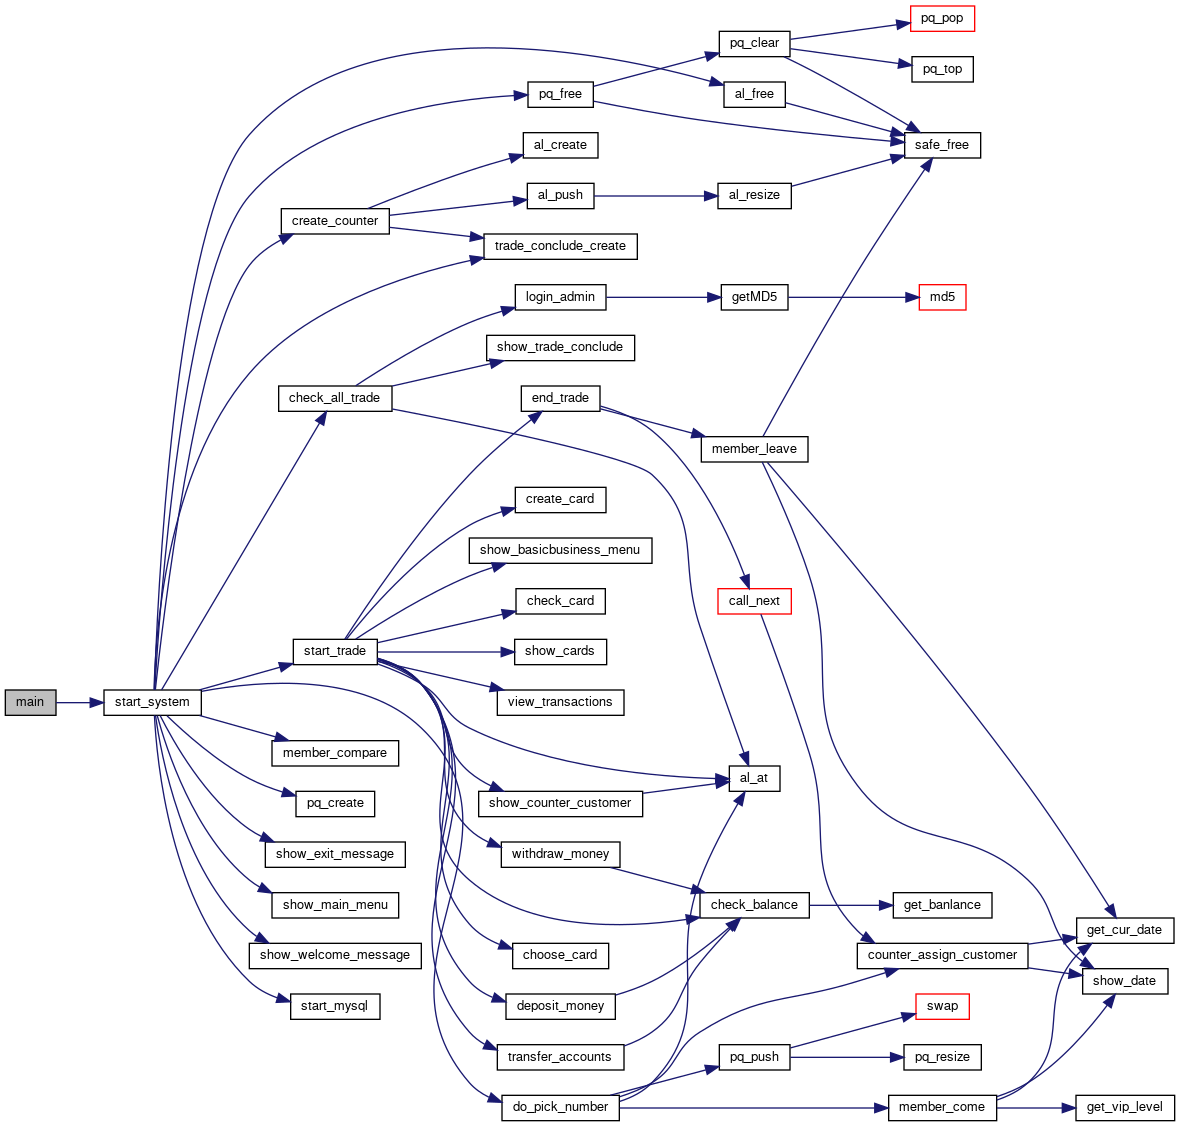 pq_pop
pq_clear
pq_top
al_free
pq_free
safe_free
al_create
al_push
al_resize
create_counter
trade_conclude_create
login_admin
getMD5
md5
show_trade_conclude
check_all_trade
end_trade
member_leave
create_card
show_basicbusiness_menu
check_card
call_next
start_trade
show_cards
main
start_system
view_transactions
member_compare
al_at
pq_create
show_counter_customer
show_exit_message
withdraw_money
show_main_menu
check_balance
get_banlance
get_cur_date
show_welcome_message
choose_card
counter_assign_customer
show_date
start_mysql
deposit_money
swap
transfer_accounts
pq_push
pq_resize
do_pick_number
member_come
get_vip_level